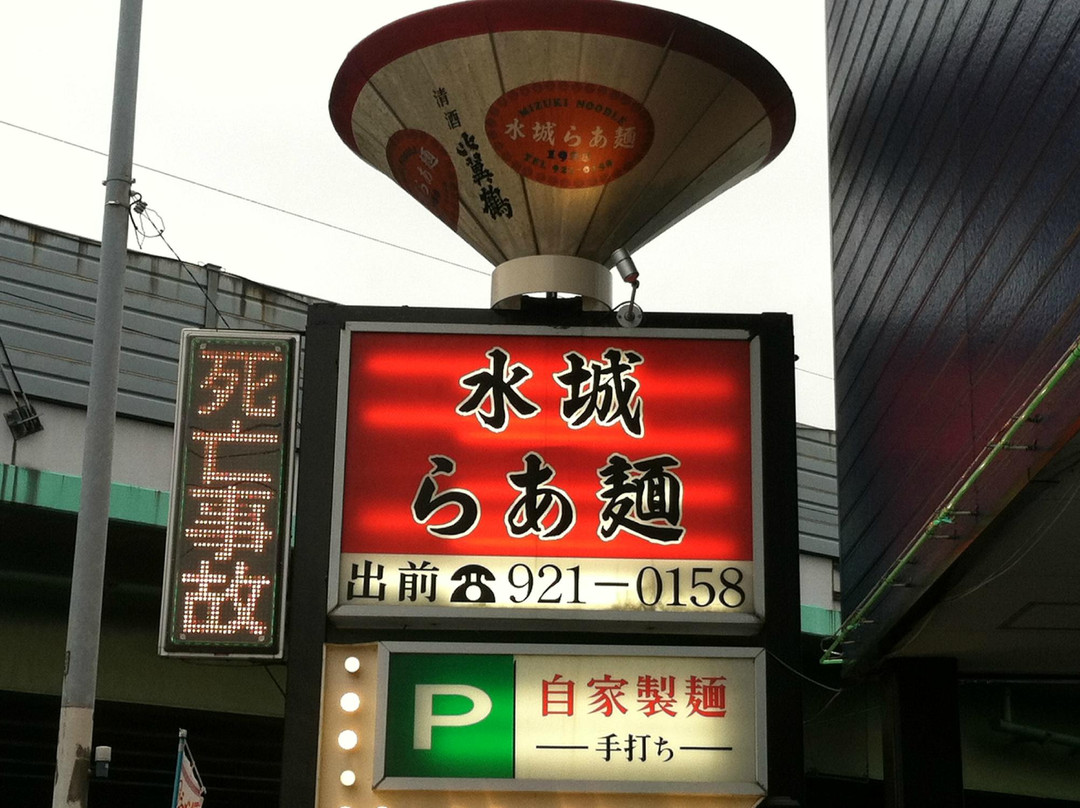 清酒
比翼鶴
MIZUKI NOODLE
水城らあ麺
水城
らあ麺
出前☎921-0158
死亡事故
P
自家製麺
手打ち